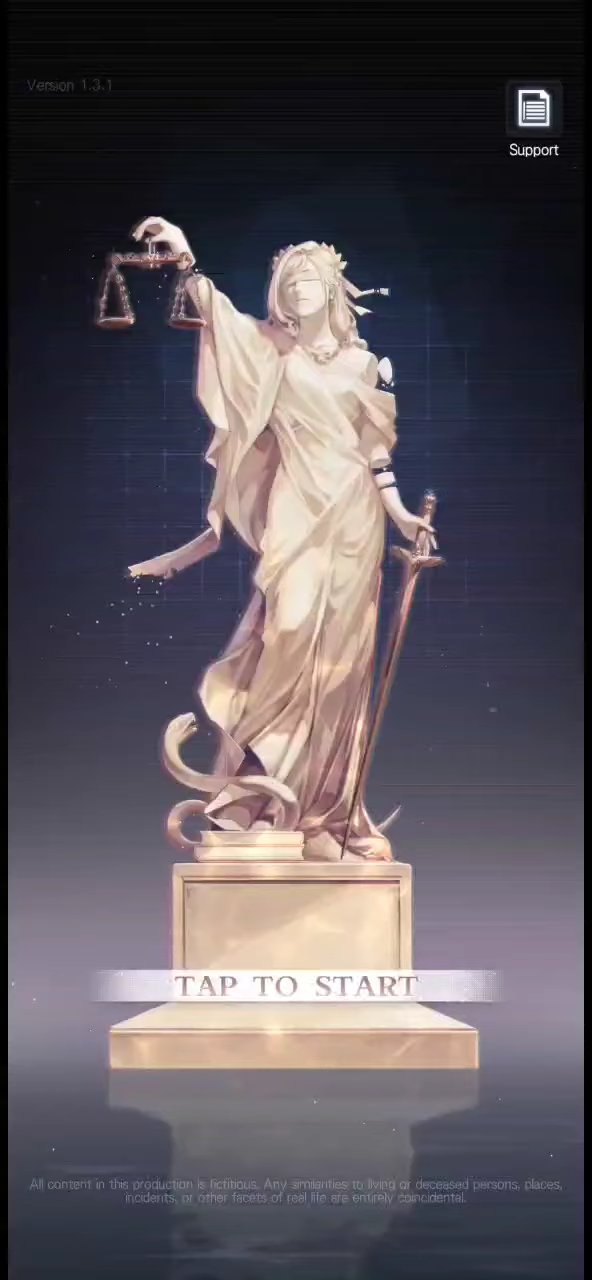 Version 1.3.1
Support
TAP TO START
All content in this production is fictitious. Any similarities to living or deceased persons, places,
incidents, or other facets of real life are entirely coincidental.